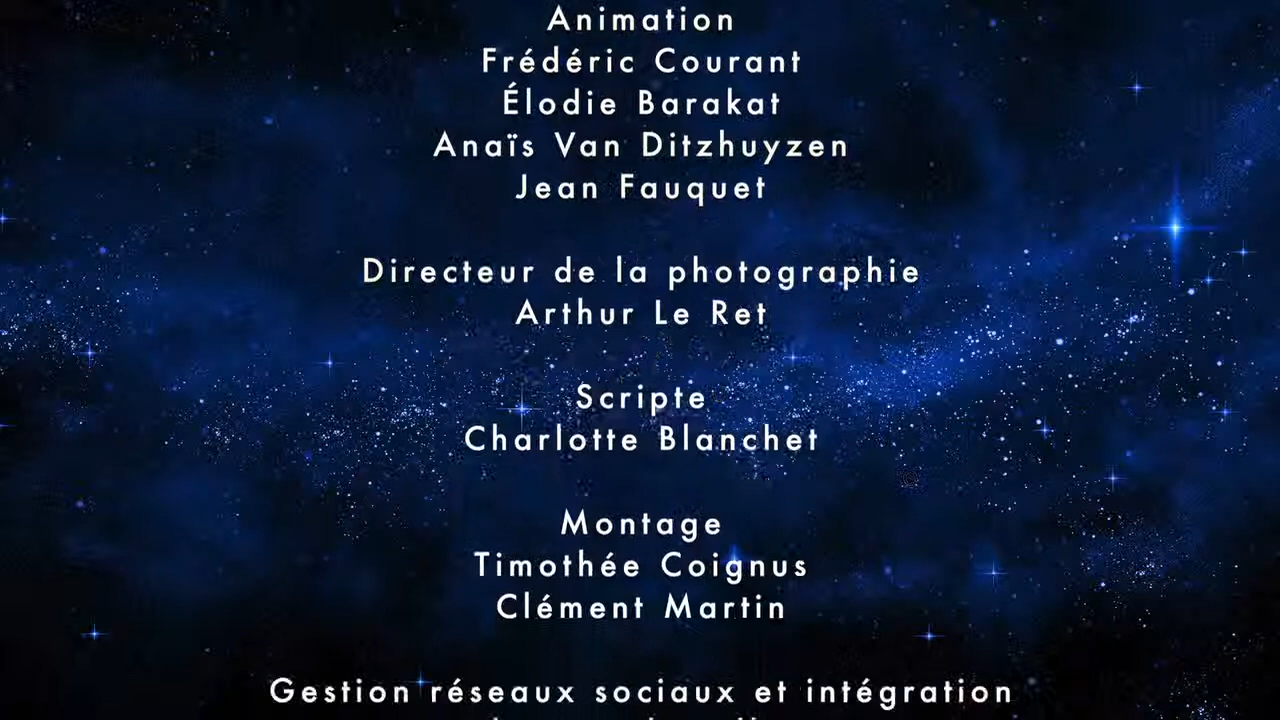 Animation
Frédéric Courant
Élodie Barakat
Anaïs Van Ditzhuyzen
Jean Fauquet
Directeur de la photographie
Arthur Le Ret
Scripte
Charlotte Blanchet
Montage
Timothée Coignus
Clément Martin
Gestion réseaux sociaux et intégration